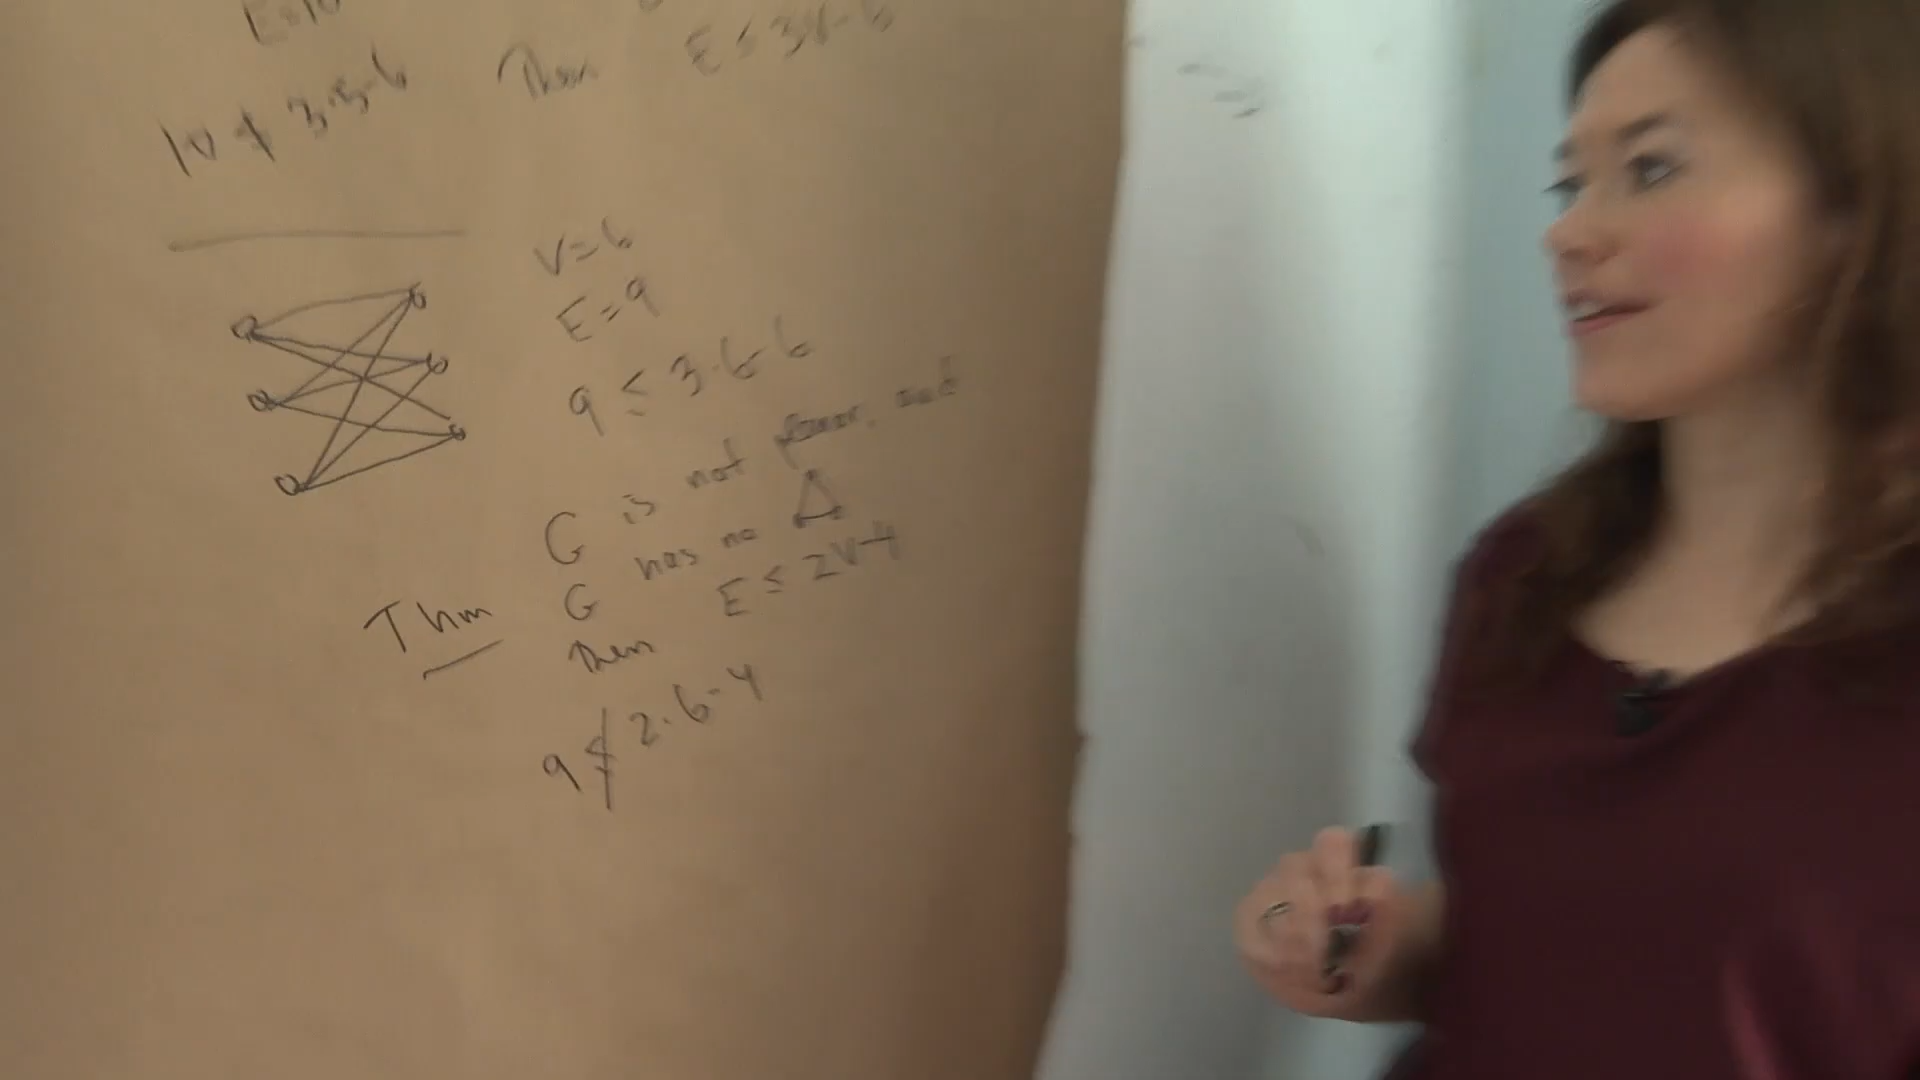 10 ≰ 3·5-6
Then E ≤ 3V-6
V=6
E=9
9 ≤ 3·6-6
G is not planar, and
G has no △
Thm
Then E ≤ 2V-4
9 ≰ 2·6-4